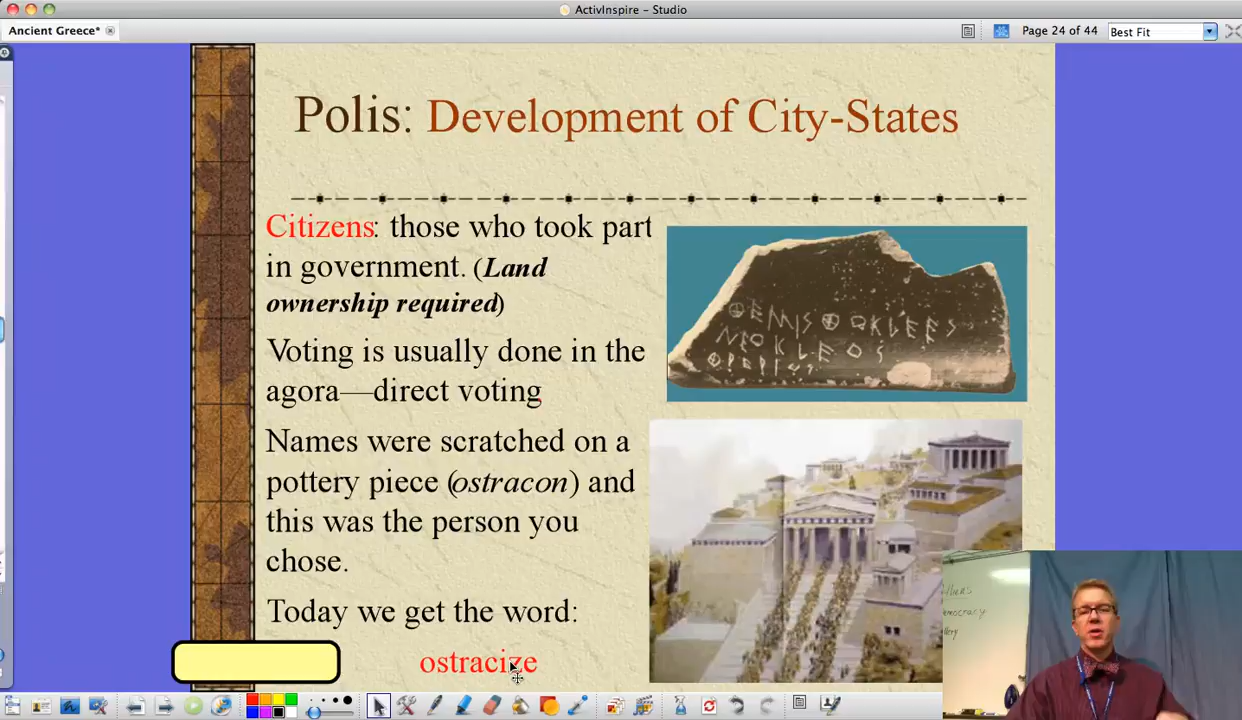 ActivInspire - Studio
Ancient Greece*
Page 24 of 44
Best Fit
Polis: Development of City-States
Citizens: those who took part
in government. (Land
ownership required)
Voting is usually done in the
agora—direct voting
Names were scratched on a
pottery piece (ostracon) and
this was the person you
chose.
Today we get the word:
ostracize